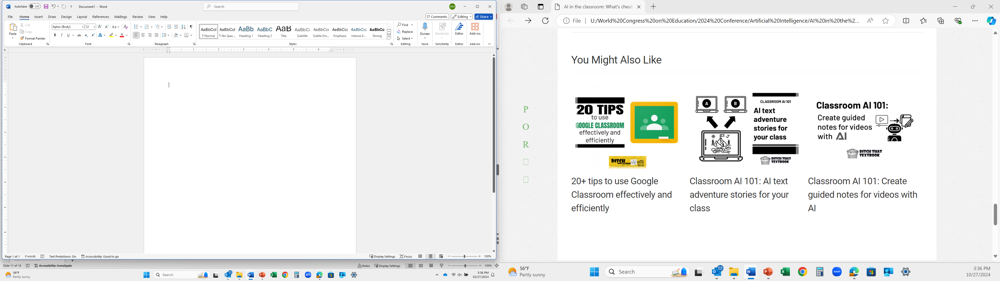 AutoSave Off Document1 - Word Search MM
File Home Insert Draw Design Layout References Mailings Review View Help Comments Editing Share
Paste Cut Copy Format Painter
Clipboard
Aptos (Body) 12
Font
Paragraph
AaBbCcI AaBbCcI AaBb AaBbC AaB AaBbCc AaBbCcI AaBbCcI AaBbCcI AaBbCc
¶ Normal ¶ No Spac... Heading 1 Heading 2 Title Subtitle Subtle Em... Emphasis Intense E... Strong
Styles
Find
Replace
Select
Editing
Dictate
Voice
Sensitivity
Sensitivity
Editor
Editor
Add-ins
Add-ins
1 2 3 4 5 6
Page 1 of 1 0 words Text Predictions: On Accessibility: Good to go Display Settings Focus 100%
Slide 11 of 16 Accessibility: Investigate Notes Display Settings 105%
56°F
Partly sunny
Search
3:36 PM
10/27/2024
AI in the classroom: What's cheati
File U:/World%20Congress%20on%20Education/2024%20Conference/Artificial%20Intelligence/AI%20in%20the%2...
You Might Also Like
P
O
R
20 TIPS
to use
GOOGLE CLASSROOM
effectively and
efficiently
DITCH
THAT TEXTBOOK
20+ tips to use Google
Classroom effectively and
efficiently
A B
CLASSROOM AI 101
AI text
adventure
stories for
your class
DITCH THAT
TEXTBOOK
Classroom AI 101: AI text
adventure stories for your
class
Classroom AI 101:
Create guided
notes for videos
with AI
DITCH THAT
TEXTBOOK
Classroom AI 101: Create
guided notes for videos with
AI
56°F
Partly sunny
Search
zoom
3:36 PM
10/27/2024